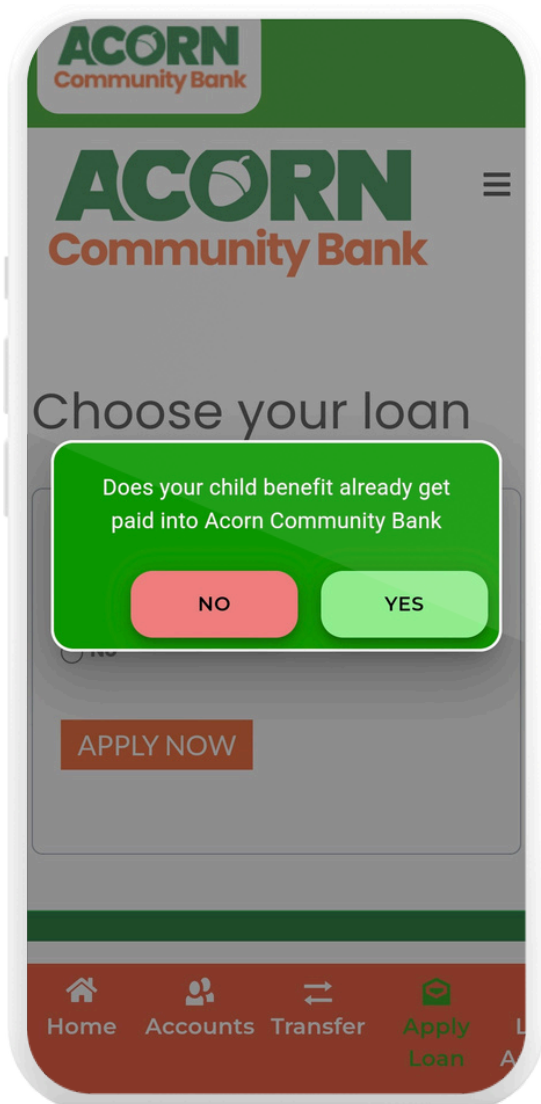 ACORN
Community Bank
ACORN
Community Bank
Choose your loan
Does your child benefit already get
paid into Acorn Community Bank
NO
YES
No
APPLY NOW
Home
Accounts
Transfer
Apply
Loan
L
A